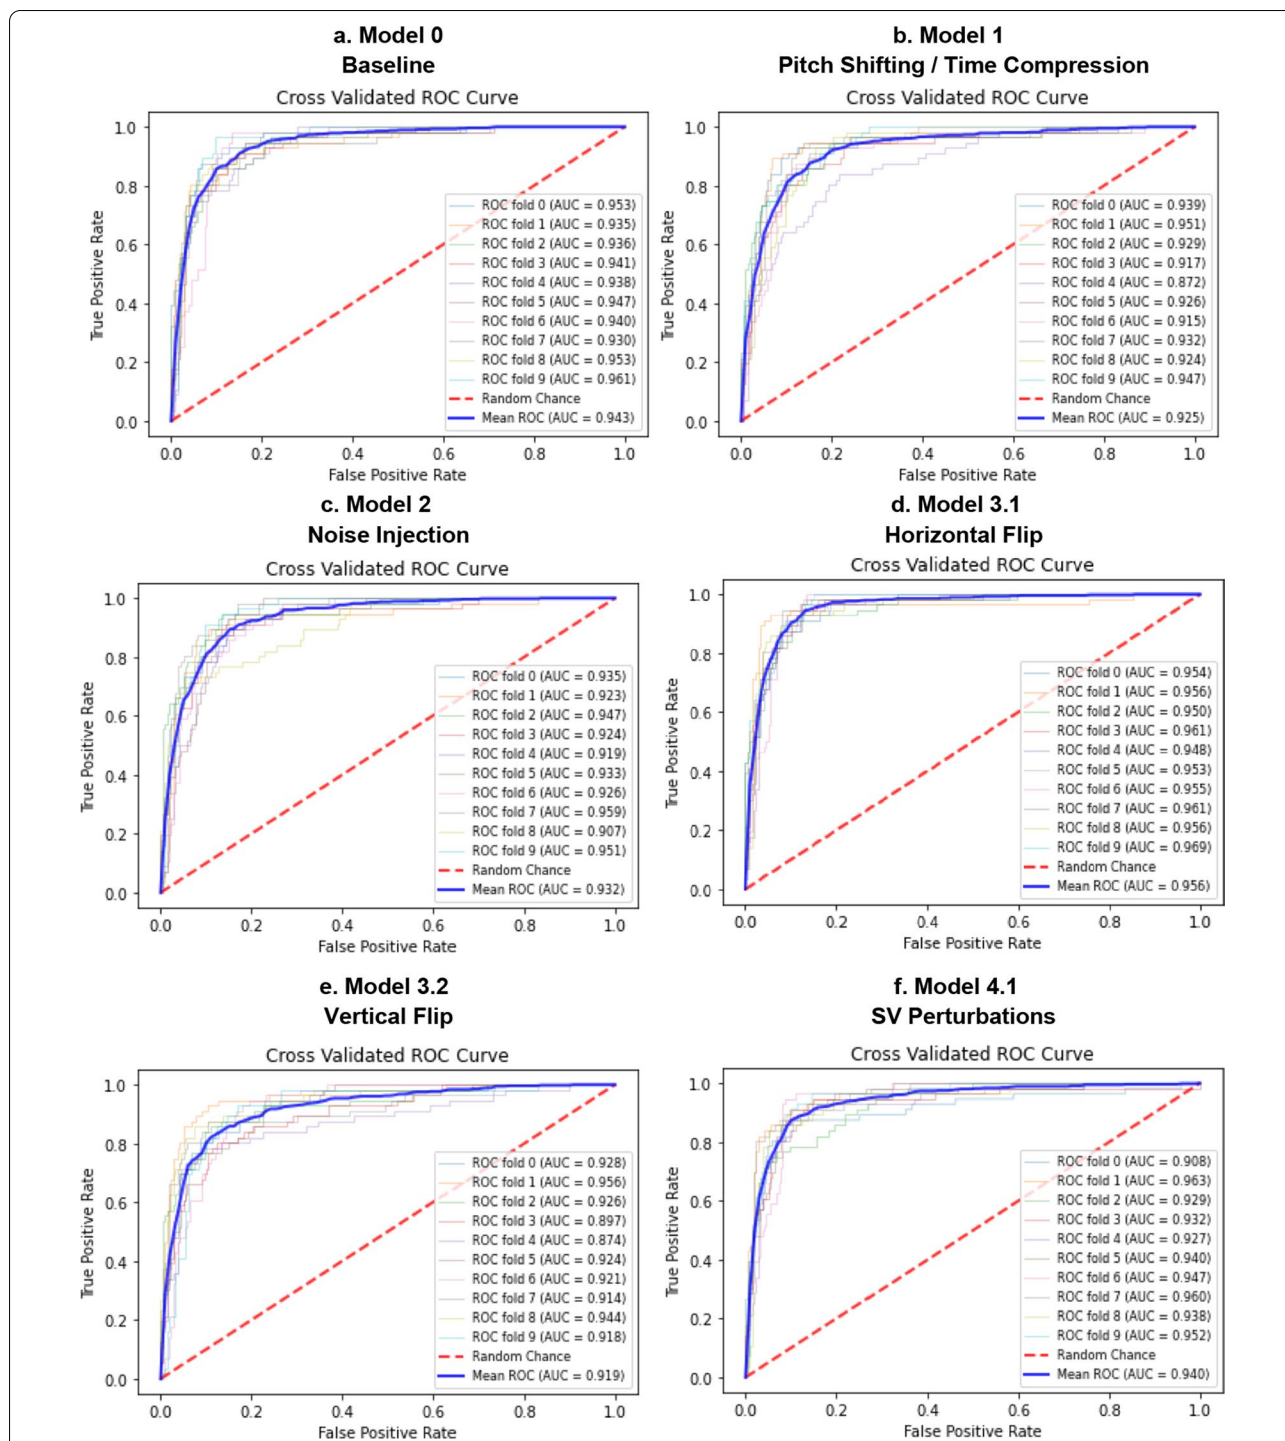 a. Model 0
Baseline
Cross Validated ROC Curve
True Positive Rate
1.0
0.8
0.6
0.4
0.2
0.0
ROC fold 0 (AUC = 0.953)
ROC fold 1 (AUC = 0.935)
ROC fold 2 (AUC = 0.936)
ROC fold 3 (AUC = 0.941)
ROC fold 4 (AUC = 0.938)
ROC fold 5 (AUC = 0.947)
ROC fold 6 (AUC = 0.940)
ROC fold 7 (AUC = 0.930)
ROC fold 8 (AUC = 0.953)
ROC fold 9 (AUC = 0.961)
Random Chance
Mean ROC (AUC = 0.943)
0.0 0.2 0.4 0.6 0.8 1.0
False Positive Rate
b. Model 1
Pitch Shifting / Time Compression
Cross Validated ROC Curve
True Positive Rate
1.0
0.8
0.6
0.4
0.2
0.0
ROC fold 0 (AUC = 0.939)
ROC fold 1 (AUC = 0.951)
ROC fold 2 (AUC = 0.929)
ROC fold 3 (AUC = 0.917)
ROC fold 4 (AUC = 0.872)
ROC fold 5 (AUC = 0.926)
ROC fold 6 (AUC = 0.915)
ROC fold 7 (AUC = 0.932)
ROC fold 8 (AUC = 0.924)
ROC fold 9 (AUC = 0.947)
Random Chance
Mean ROC (AUC = 0.925)
0.0 0.2 0.4 0.6 0.8 1.0
False Positive Rate
c. Model 2
Noise Injection
Cross Validated ROC Curve
True Positive Rate
1.0
0.8
0.6
0.4
0.2
0.0
ROC fold 0 (AUC = 0.935)
ROC fold 1 (AUC = 0.923)
ROC fold 2 (AUC = 0.947)
ROC fold 3 (AUC = 0.924)
ROC fold 4 (AUC = 0.919)
ROC fold 5 (AUC = 0.933)
ROC fold 6 (AUC = 0.926)
ROC fold 7 (AUC = 0.959)
ROC fold 8 (AUC = 0.907)
ROC fold 9 (AUC = 0.951)
Random Chance
Mean ROC (AUC = 0.932)
0.0 0.2 0.4 0.6 0.8 1.0
False Positive Rate
d. Model 3.1
Horizontal Flip
Cross Validated ROC Curve
True Positive Rate
1.0
0.8
0.6
0.4
0.2
0.0
ROC fold 0 (AUC = 0.954)
ROC fold 1 (AUC = 0.956)
ROC fold 2 (AUC = 0.950)
ROC fold 3 (AUC = 0.961)
ROC fold 4 (AUC = 0.948)
ROC fold 5 (AUC = 0.953)
ROC fold 6 (AUC = 0.955)
ROC fold 7 (AUC = 0.961)
ROC fold 8 (AUC = 0.956)
ROC fold 9 (AUC = 0.969)
Random Chance
Mean ROC (AUC = 0.956)
0.0 0.2 0.4 0.6 0.8 1.0
False Positive Rate
e. Model 3.2
Vertical Flip
Cross Validated ROC Curve
True Positive Rate
1.0
0.8
0.6
0.4
0.2
0.0
ROC fold 0 (AUC = 0.928)
ROC fold 1 (AUC = 0.956)
ROC fold 2 (AUC = 0.926)
ROC fold 3 (AUC = 0.897)
ROC fold 4 (AUC = 0.874)
ROC fold 5 (AUC = 0.924)
ROC fold 6 (AUC = 0.921)
ROC fold 7 (AUC = 0.914)
ROC fold 8 (AUC = 0.944)
ROC fold 9 (AUC = 0.918)
Random Chance
Mean ROC (AUC = 0.919)
0.0 0.2 0.4 0.6 0.8 1.0
False Positive Rate
f. Model 4.1
SV Perturbations
Cross Validated ROC Curve
True Positive Rate
1.0
0.8
0.6
0.4
0.2
0.0
ROC fold 0 (AUC = 0.908)
ROC fold 1 (AUC = 0.963)
ROC fold 2 (AUC = 0.929)
ROC fold 3 (AUC = 0.932)
ROC fold 4 (AUC = 0.927)
ROC fold 5 (AUC = 0.940)
ROC fold 6 (AUC = 0.947)
ROC fold 7 (AUC = 0.960)
ROC fold 8 (AUC = 0.938)
ROC fold 9 (AUC = 0.952)
Random Chance
Mean ROC (AUC = 0.940)
0.0 0.2 0.4 0.6 0.8 1.0
False Positive Rate